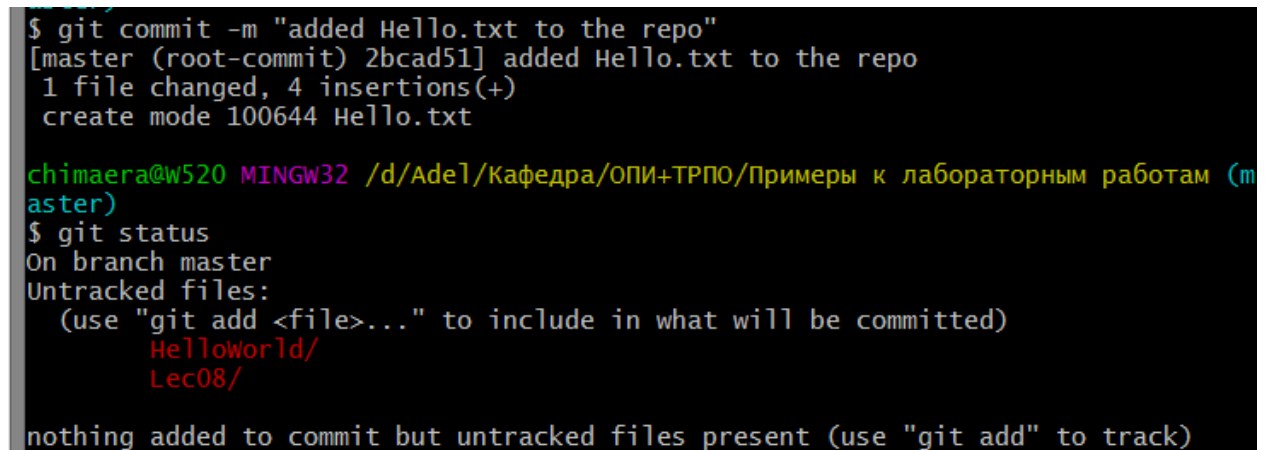 aster)
$ git commit -m "added Hello.txt to the repo"
[master (root-commit) 2bcad51] added Hello.txt to the repo
 1 file changed, 4 insertions(+)
 create mode 100644 Hello.txt
chimaera@W520 MINGW32 /d/Adel/Кафедра/ОПИ+ТРПО/Примеры к лабораторным работам (m
aster)
$ git status
On branch master
Untracked files:
  (use "git add <file>..." to include in what will be committed)
        HelloWorld/
        Lec08/
nothing added to commit but untracked files present (use "git add" to track)